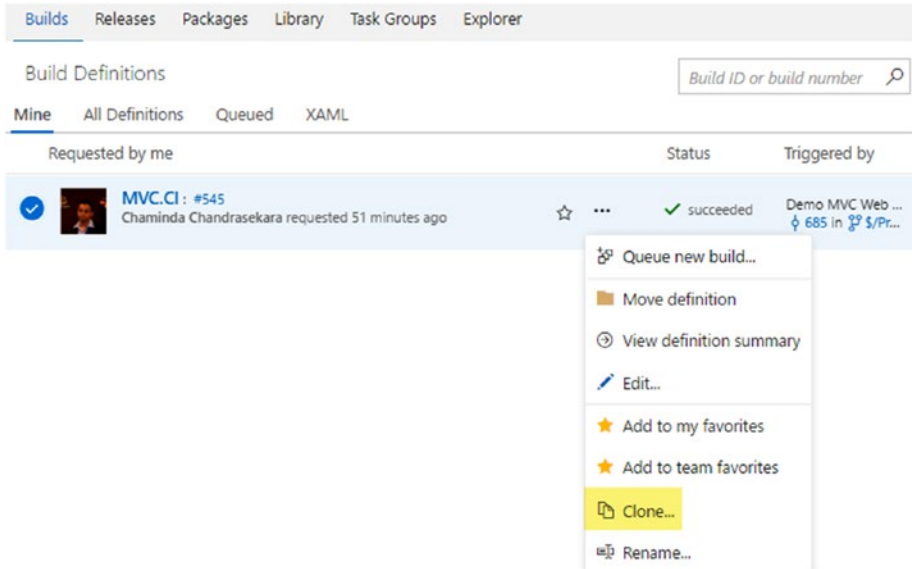 Builds Releases Packages Library Task Groups Explorer
Build Definitions
Build ID or build number
Mine All Definitions Queued XAML
Requested by me Status Triggered by
MVC.CI : #545
Chaminda Chandrasekara requested 51 minutes ago
succeeded
Demo MVC Web ...
685 in $/Pr...
Queue new build...
Move definition
View definition summary
Edit...
Add to my favorites
Add to team favorites
Clone...
Rename...